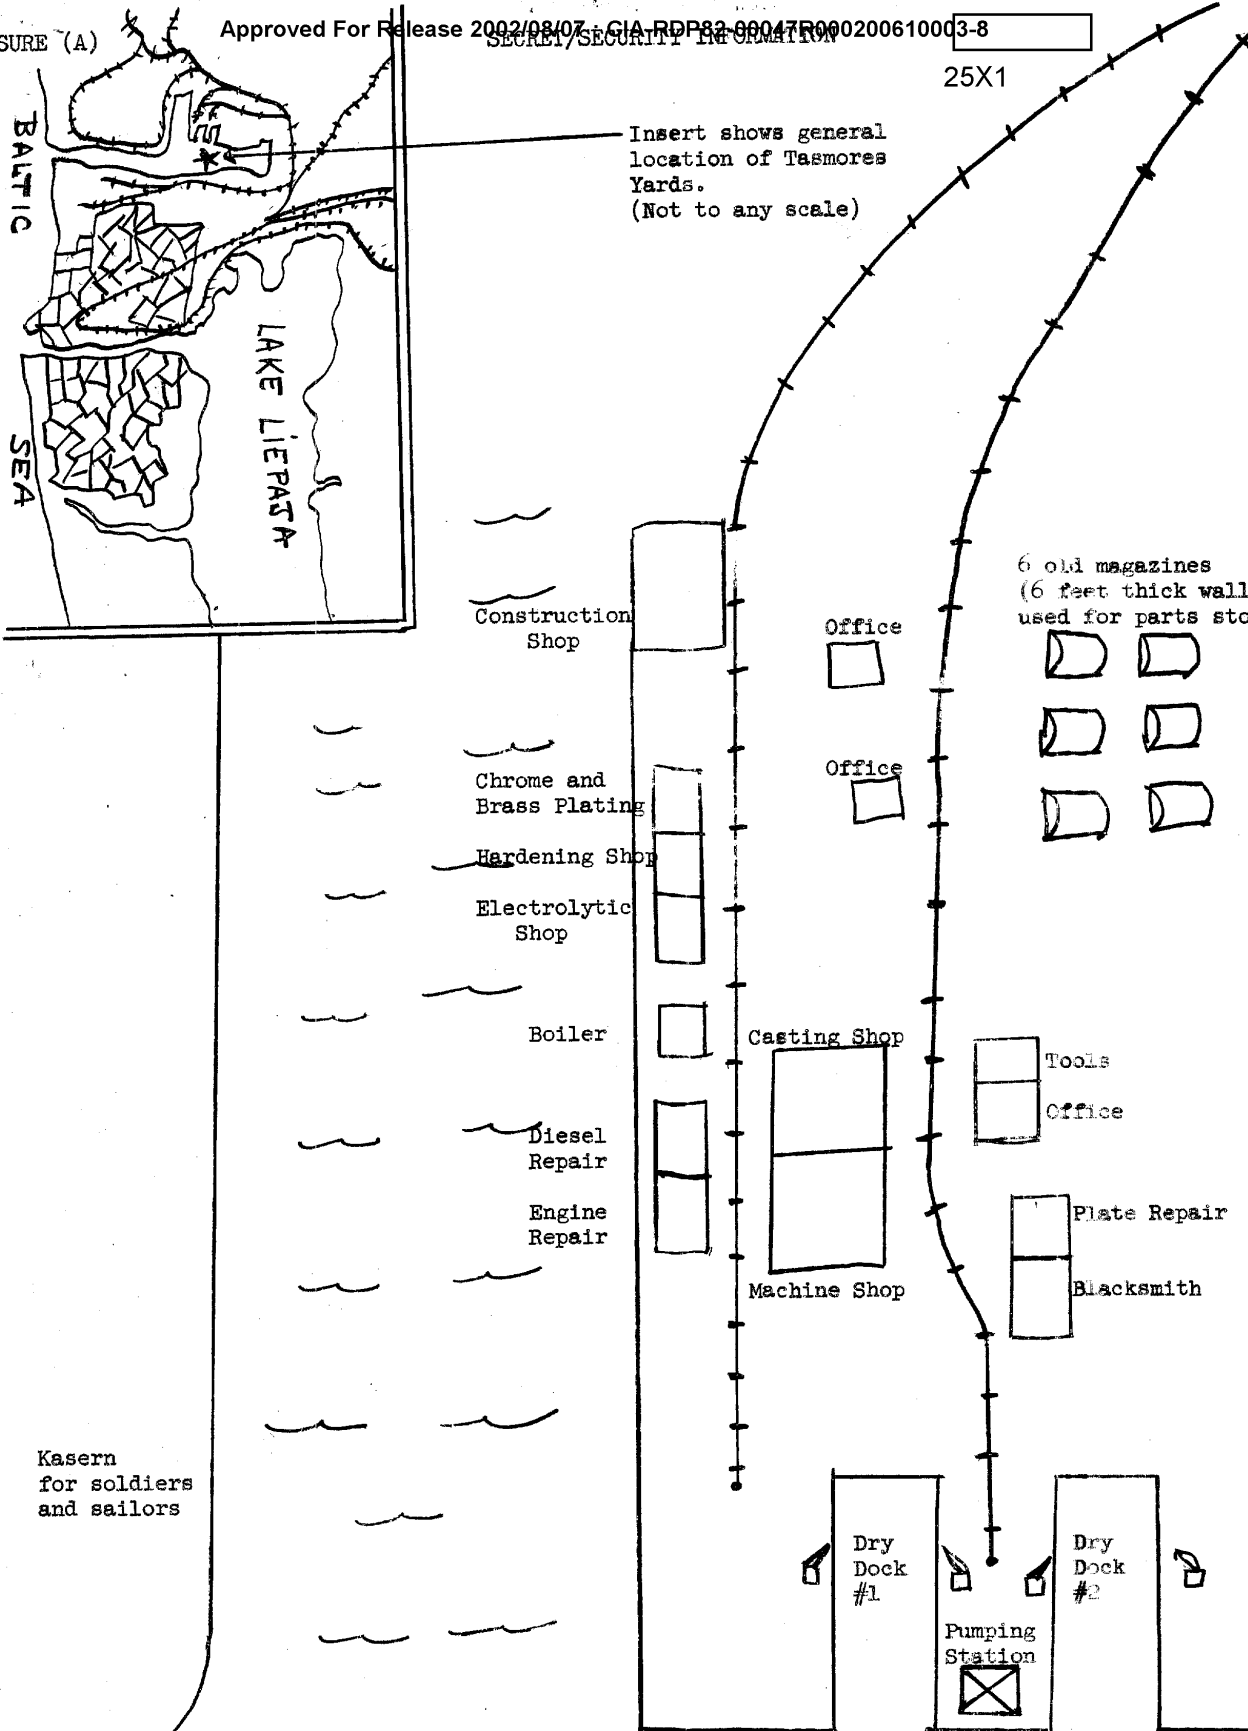 SURE (A)
Approved For Release 2002/08/07 : CIA-RDP82-00047R000200610003-8
SECRET/SECURITY INFORMATION
25X1
Insert shows general
location of Tasmores
Yards.
(Not to any scale)
BALTIC
SEA
LAKE LIEPAJA
6 old magazines
(6 feet thick wall
used for parts sto
Construction
Shop
Office
Chrome and
Brass Plating
Office
Hardening Shop
Electrolytic
Shop
Boiler
Casting Shop
Tools
Office
Diesel
Repair
Engine
Repair
Plate Repair
Machine Shop
Blacksmith
Kasern
for soldiers
and sailors
Dry
Dock
#1
Dry
Dock
#2
Pumping
Station